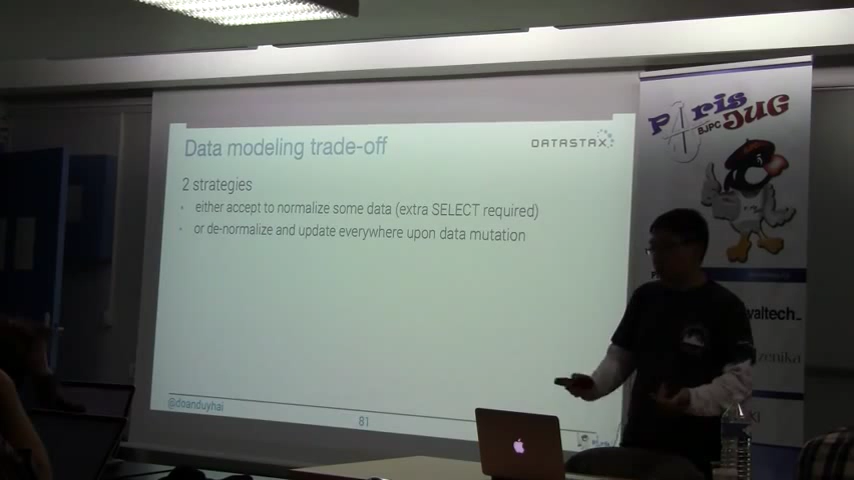 Data modeling trade-off
DATASTAX
2 strategies
• either accept to normalize some data (extra SELECT required)
• or de-normalize and update everywhere upon data mutation
@doanduyhai
81
Paris
BJPC
JUG
valtech_
zenika